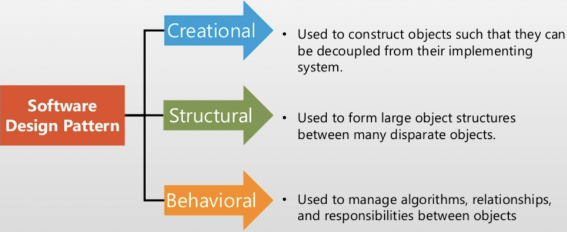 Software
Design Pattern
Creational
• Used to construct objects such that they can
be decoupled from their implementing
system.
Structural
• Used to form large object structures
between many disparate objects.
Behavioral
• Used to manage algorithms, relationships,
and responsibilities between objects